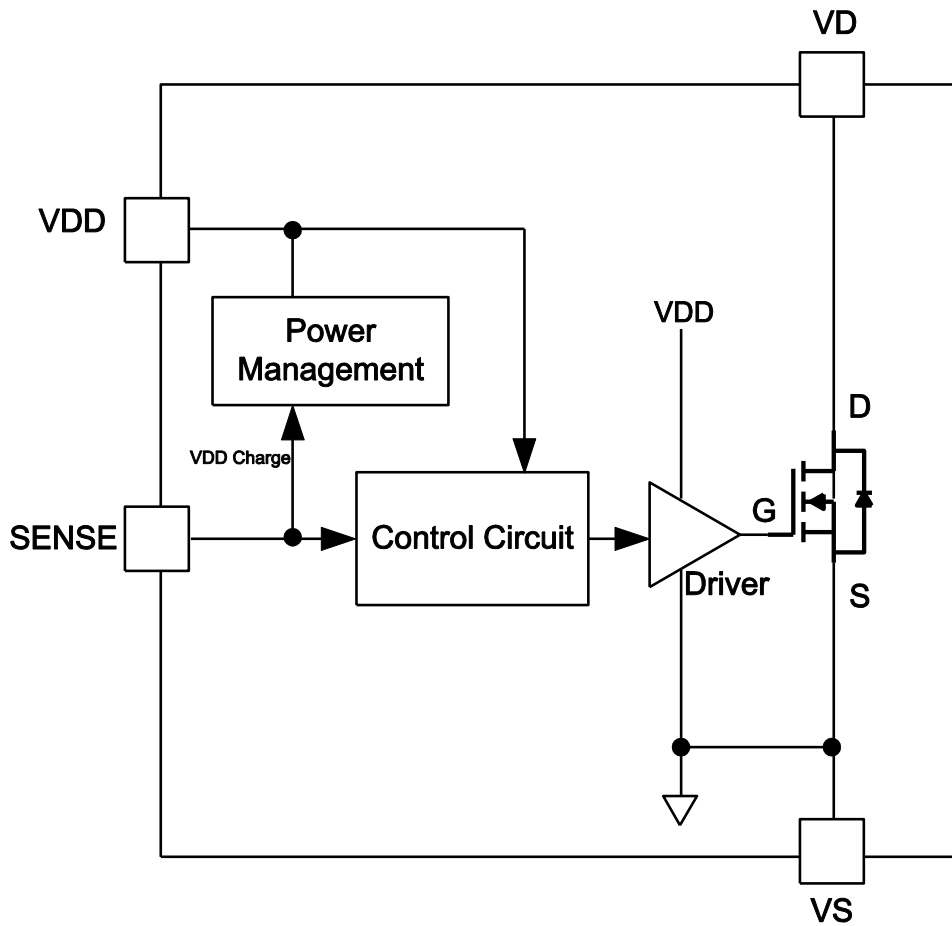 VD
VDD
Power
Management
VDD
D
VDD Charge
G
SENSE
Control Circuit
Driver
S
VS